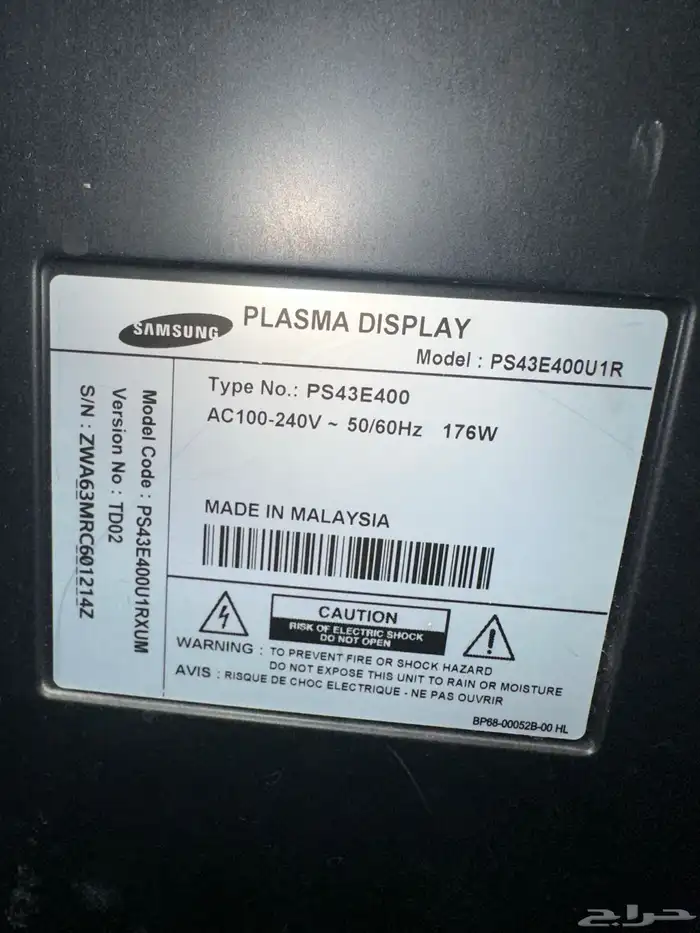 SAMSUNG
PLASMA DISPLAY
Model : PS43E400U1R
Type No.: PS43E400
AC100-240V ~ 50/60Hz 176W
MADE IN MALAYSIA
Model Code : PS43E400U1RXUM
Version No : TD02
S/N : ZWA63MRC601214Z
CAUTION
RISK OF ELECTRIC SHOCK
DO NOT OPEN
WARNING : TO PREVENT FIRE OR SHOCK HAZARD
DO NOT EXPOSE THIS UNIT TO RAIN OR MOISTURE
AVIS : RISQUE DE CHOC ELECTRIQUE - NE PAS OUVRIR
BP68-00052B-00 HL
حراج